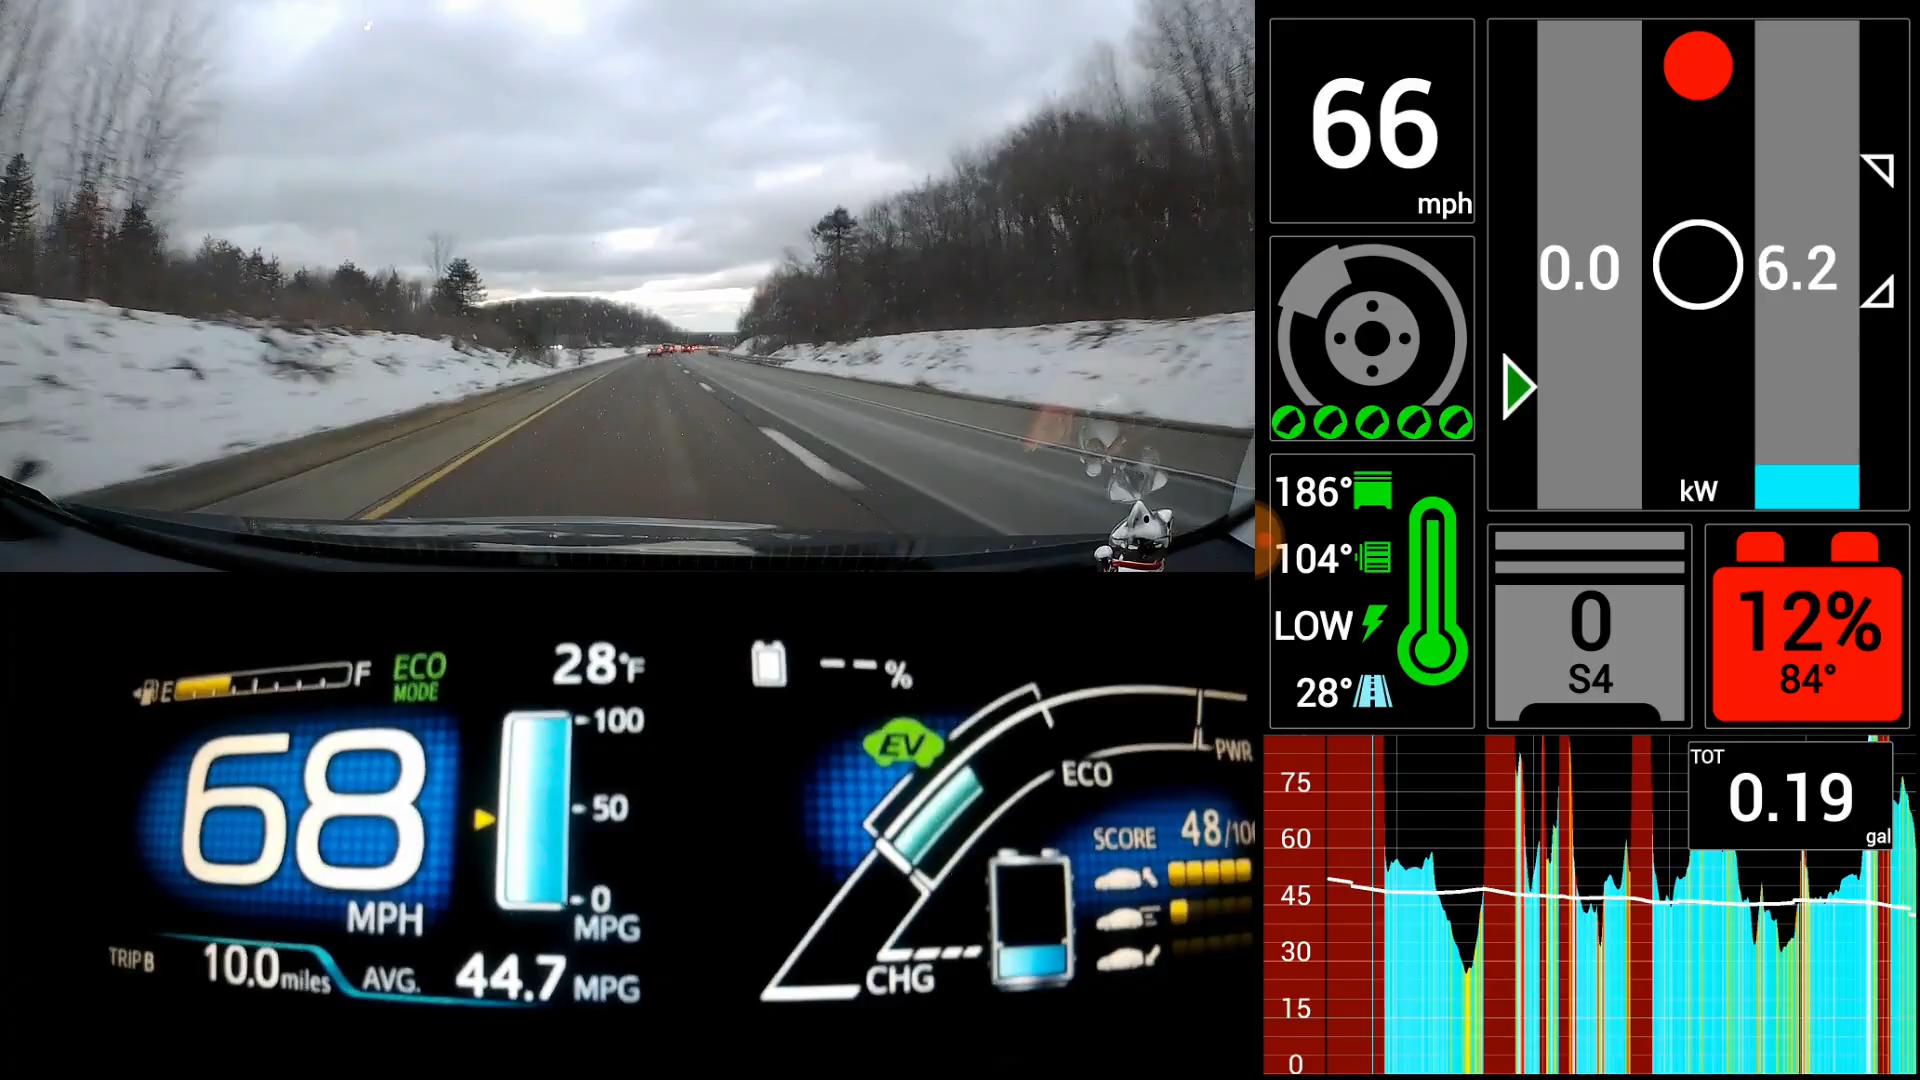 66
mph
0.0
6.2
kW
186°
104°
LOW
28°
0
S4
12%
84°
E
F
ECO
MODE
28°F
--%
100
50
0
MPG
68
MPH
EV
ECO
PWR
CHG
SCORE 48/100
TRIP B 10.0 miles AVG. 44.7 MPG
TOT
0.19
gal
75
60
45
30
15
0